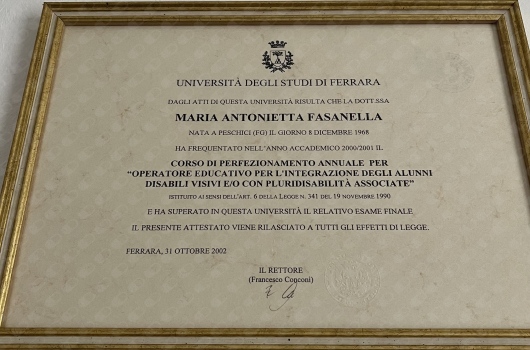 UNIVERSITÀ DEGLI STUDI DI FERRARA
DAGLI ATTI DI QUESTA UNIVERSITÀ RISULTA CHE LA DOTT.SSA
MARIA ANTONIETTA FASANELLA
NATA A PESCHICI (FG) IL GIORNO 8 DICEMBRE 1968
HA FREQUENTATO NELL'ANNO ACCADEMICO 2000/2001 IL
CORSO DI PERFEZIONAMENTO ANNUALE PER
"OPERATORE EDUCATIVO PER L'INTEGRAZIONE DEGLI ALUNNI
DISABILI VISIVI E/O CON PLURIDISABILITÀ ASSOCIATE"
ISTITUITO AI SENSI DELL'ART. 6 DELLA LEGGE N. 341 DEL 19 NOVEMBRE 1990
E HA SUPERATO IN QUESTA UNIVERSITÀ IL RELATIVO ESAME FINALE
IL PRESENTE ATTESTATO VIENE RILASCIATO A TUTTI GLI EFFETTI DI LEGGE.
FERRARA, 31 OTTOBRE 2002
IL RETTORE
(Francesco Conconi)